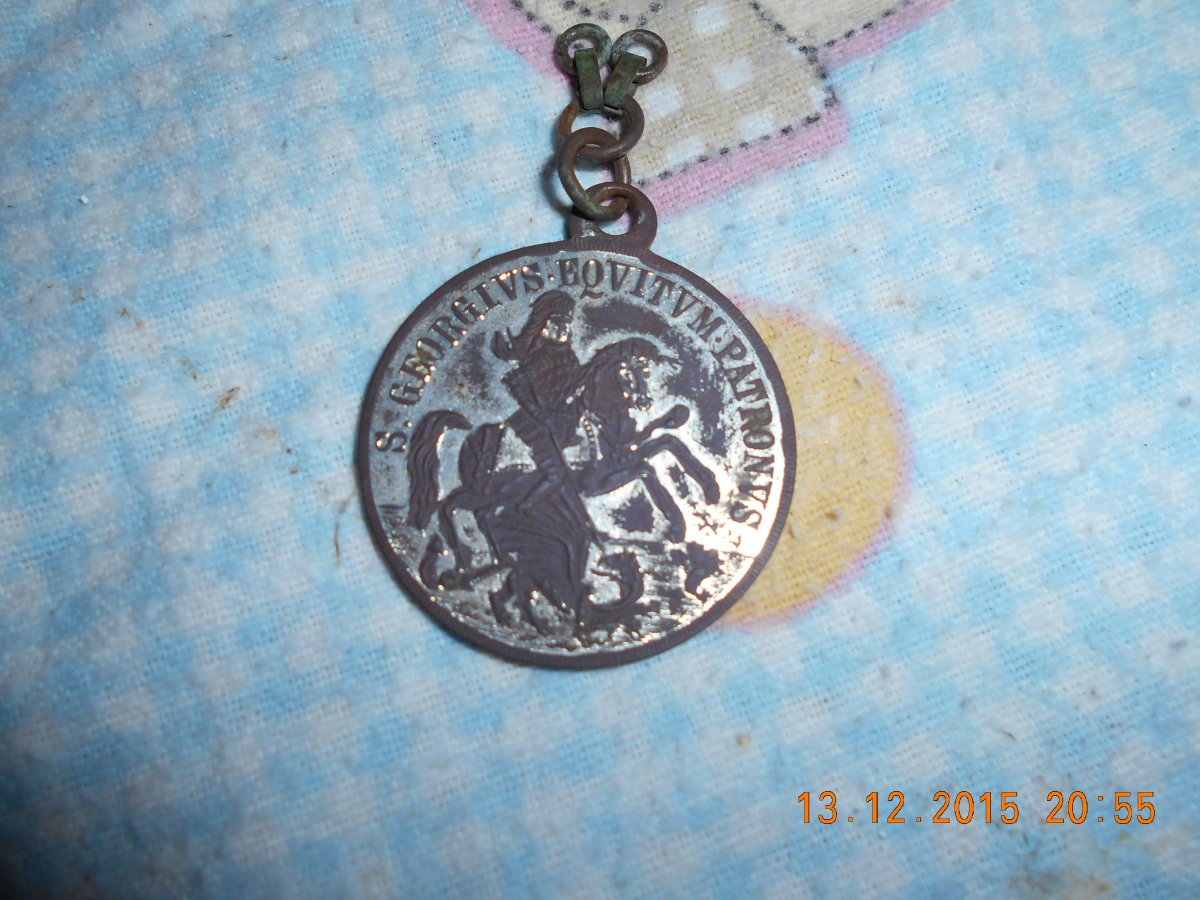 S. GEORGIVS · EQVITVM · PATRONVS
13.12.2015 20:55